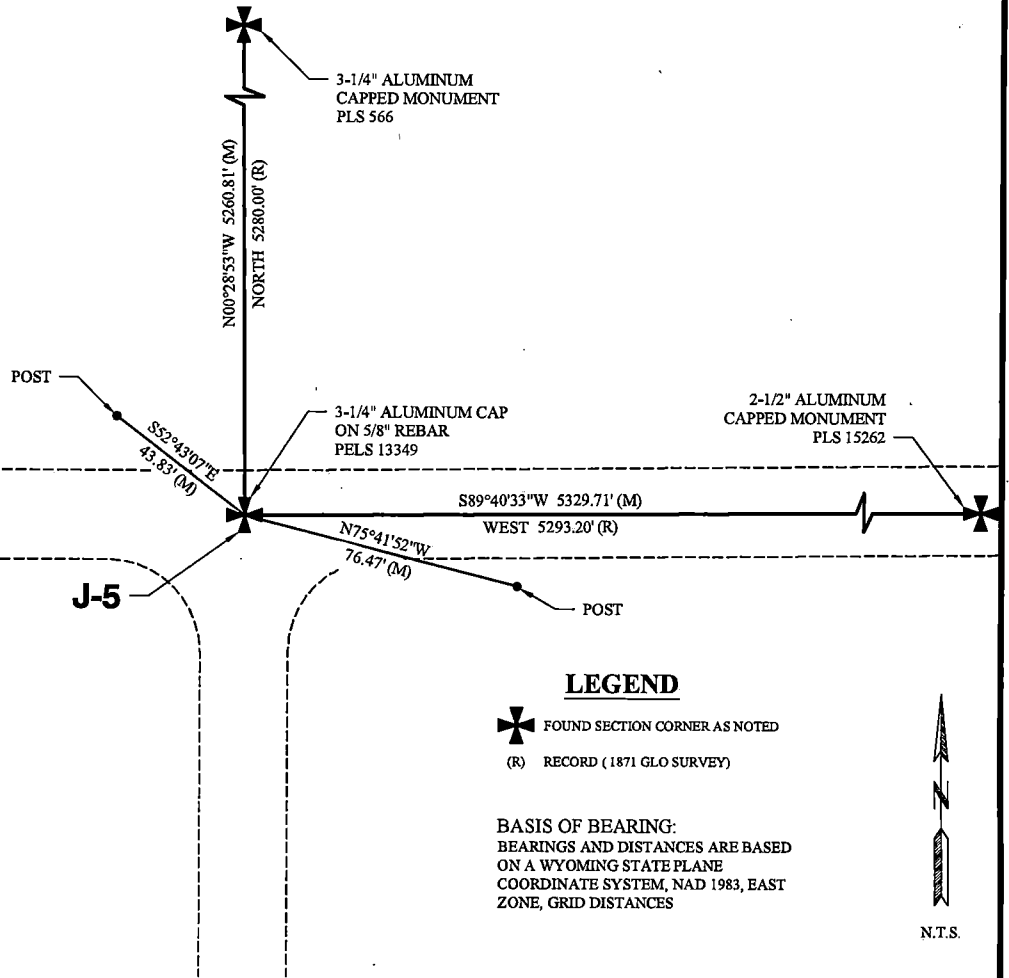 3-1/4" ALUMINUM
CAPPED MONUMENT
PLS 566
N00°28'53"W 5260.81' (M)
NORTH 5280.00' (R)
POST
S52°43'07"E
43.83' (M)
3-1/4" ALUMINUM CAP
ON 5/8" REBAR
PELS 13349
2-1/2" ALUMINUM
CAPPED MONUMENT
PLS 15262
S89°40'33"W 5329.71' (M)
WEST 5293.20' (R)
N75°41'52"W
76.47' (M)
J-5
POST
LEGEND
FOUND SECTION CORNER AS NOTED
(R) RECORD ( 1871 GLO SURVEY)
BASIS OF BEARING:
BEARINGS AND DISTANCES ARE BASED
ON A WYOMING STATE PLANE
COORDINATE SYSTEM, NAD 1983, EAST
ZONE, GRID DISTANCES
N
N.T.S.